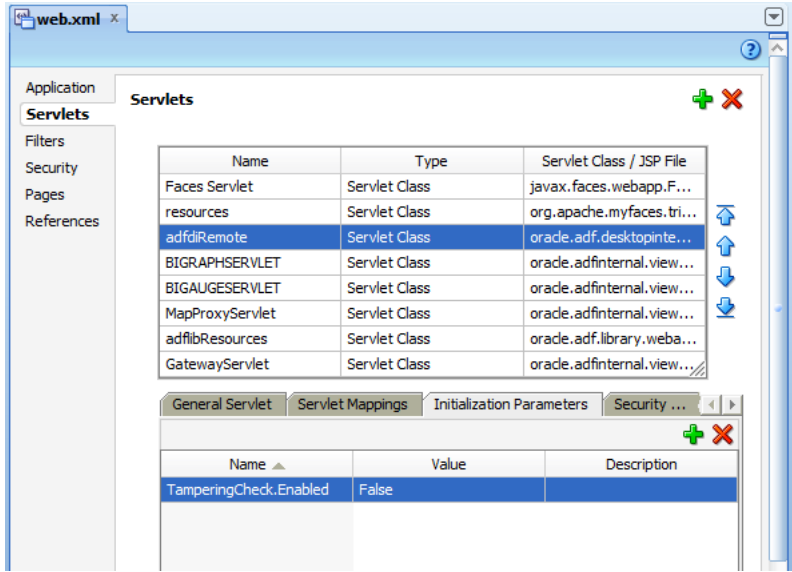 web.xml
Application
Servlets
Filters
Security
Pages
References
Servlets
Name Type Servlet Class / JSP File
Faces Servlet Servlet Class javax.faces.webapp.F...
resources Servlet Class org.apache.myfaces.tri...
adfdiRemote Servlet Class oracle.adf.desktopinte...
BIGRAPHSERVLET Servlet Class oracle.adfinternal.view...
BIGAUGESERVLET Servlet Class oracle.adfinternal.view...
MapProxyServlet Servlet Class oracle.adfinternal.view...
adflibResources Servlet Class oracle.adf.library.weba...
GatewayServlet Servlet Class oracle.adfinternal.view...
General Servlet Servlet Mappings Initialization Parameters Security ...
Name Value Description
TamperingCheck.Enabled False